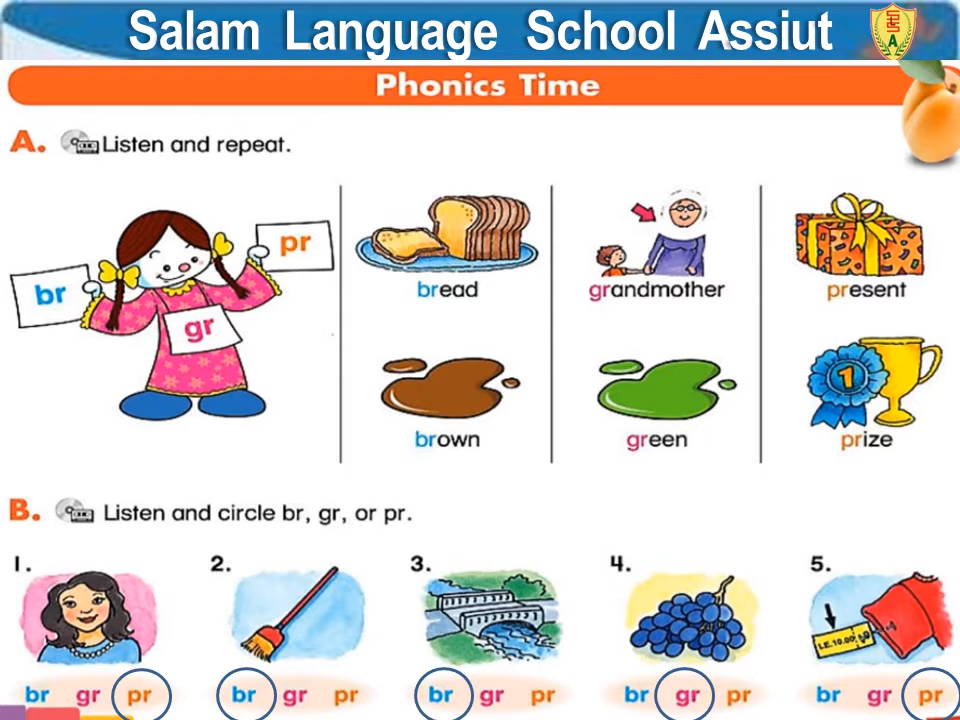 Salam Language School Assiut
A
Phonics Time
A. Listen and repeat.
br
gr
pr
bread
grandmother
present
1
brown
green
prize
B. Listen and circle br, gr, or pr.
1. 2. 3. 4. 5.
br gr pr br gr pr br gr pr br gr pr br gr pr